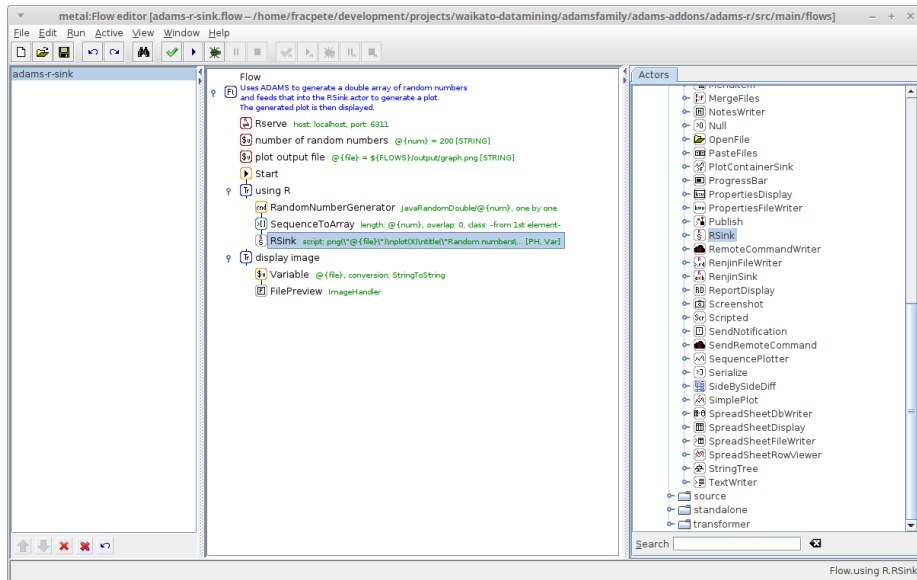 metal:Flow editor [adams-r-sink.flow - /home/fracpete/development/projects/waikato-datamining/adamsfamily/adams-addons/adams-r/src/main/flows]
File Edit Run Active View Window Help
adams-r-sink
Flow
Uses ADAMS to generate a double array of random numbers
and feeds that into the RSink actor to generate a plot.
The generated plot is then displayed.
Rserve host: localhost, port: 6311
number of random numbers @{num} = 200 [STRING]
plot output file @{file} = ${FLOWS}/output/graph.png [STRING]
Start
using R
RandomNumberGenerator JavaRandomDouble/@{num}, one by one
SequenceToArray length: @{num}, overlap: 0, class: -from 1st element-
RSink script: png(\"@{file}\")\nplot(X)\ntitle(\"Random numbers\... [PH, Var]
display image
Variable @{file}, conversion: StringToString
FilePreview ImageHandler
Actors
MergeFiles
NotesWriter
Null
OpenFile
PasteFiles
PlotContainerSink
ProgressBar
PropertiesDisplay
PropertiesFileWriter
Publish
RSink
RemoteCommandWriter
RenjinFileWriter
RenjinSink
ReportDisplay
Screenshot
Scripted
SendNotification
SendRemoteCommand
SequencePlotter
Serialize
SideBySideDiff
SimplePlot
SpreadSheetDbWriter
SpreadSheetDisplay
SpreadSheetFileWriter
SpreadSheetRowViewer
StringTree
TextWriter
source
standalone
transformer
Search
Flow.using R.RSink